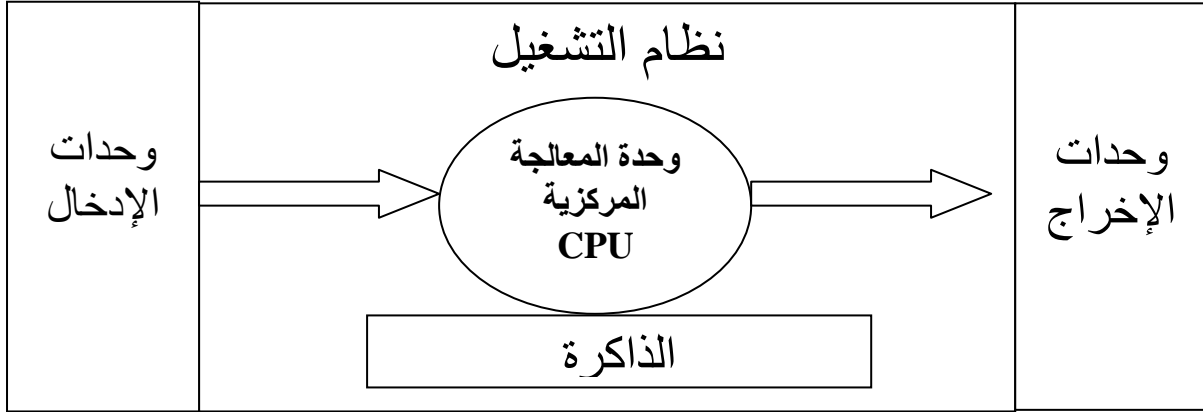 نظام التشغيل
وحدات
الإدخال
وحدة المعالجة
المركزية
CPU
وحدات
الإخراج
الذاكرة